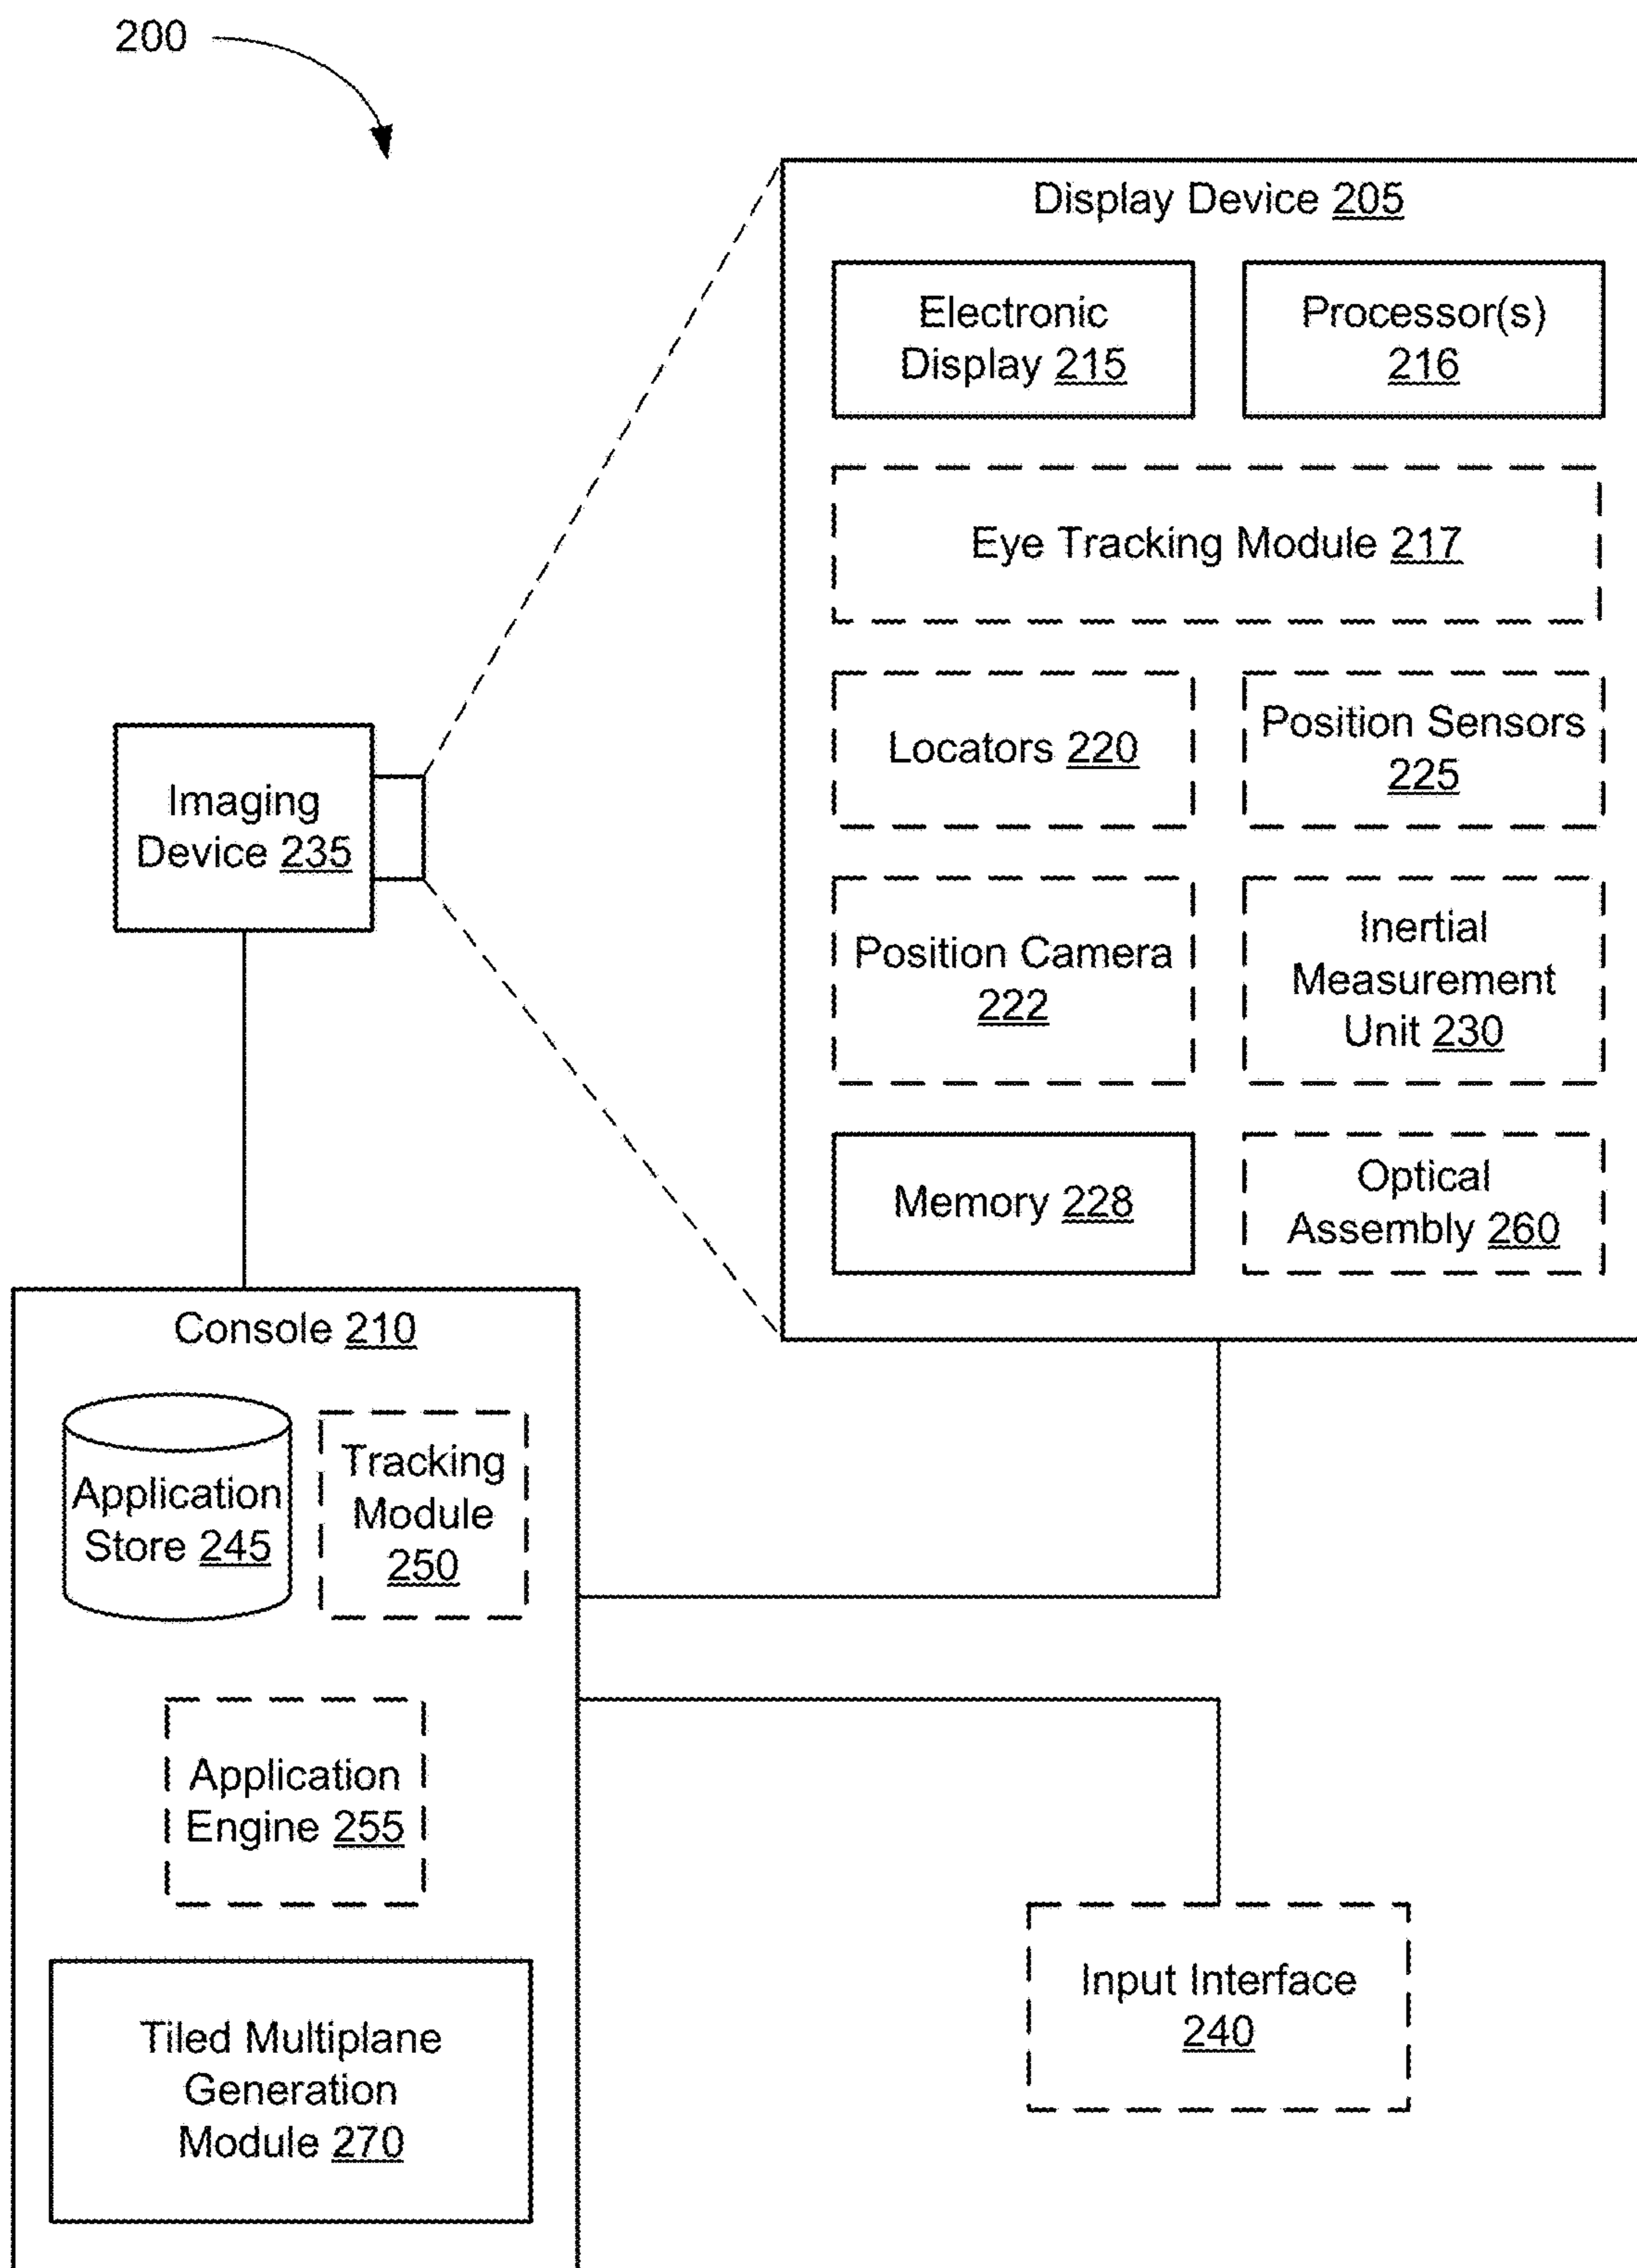 200
Display Device 205
Electronic
Display 215
Processor(s)
216
Eye Tracking Module 217
Locators 220
Position Sensors
225
Imaging
Device 235
Position Camera
222
Inertial
Measurement
Unit 230
Memory 228
Optical
Assembly 260
Console 210
Application
Store 245
Tracking
Module
250
Application
Engine 255
Input Interface
240
Tiled Multiplane
Generation
Module 270